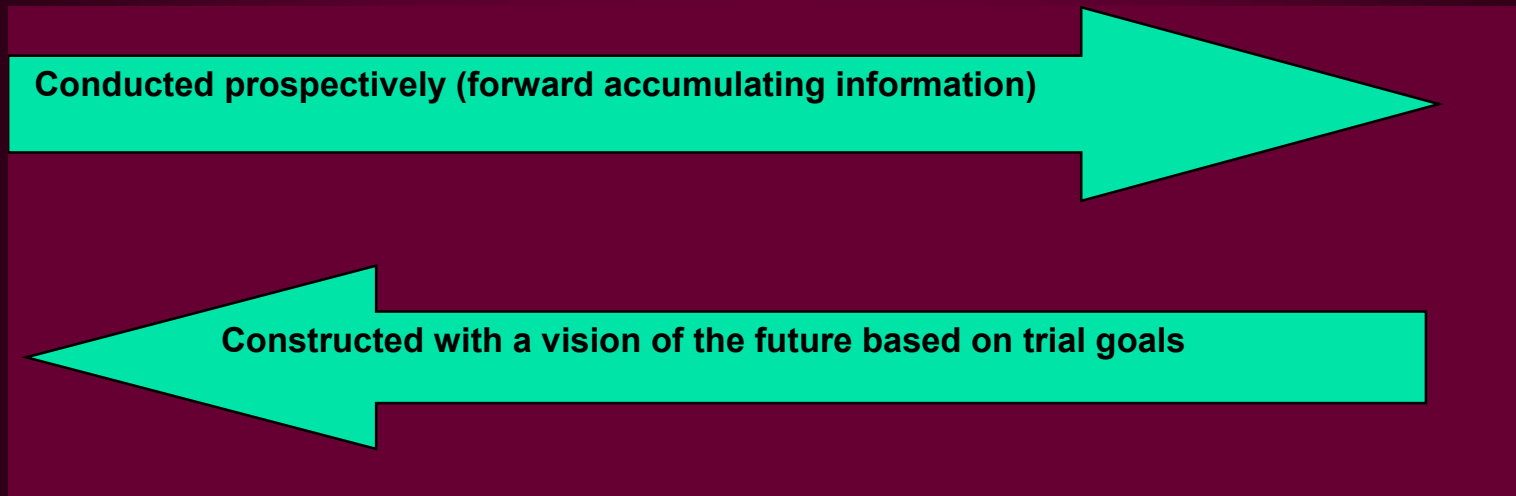 Conducted prospectively (forward accumulating information)
Constructed with a vision of the future based on trial goals